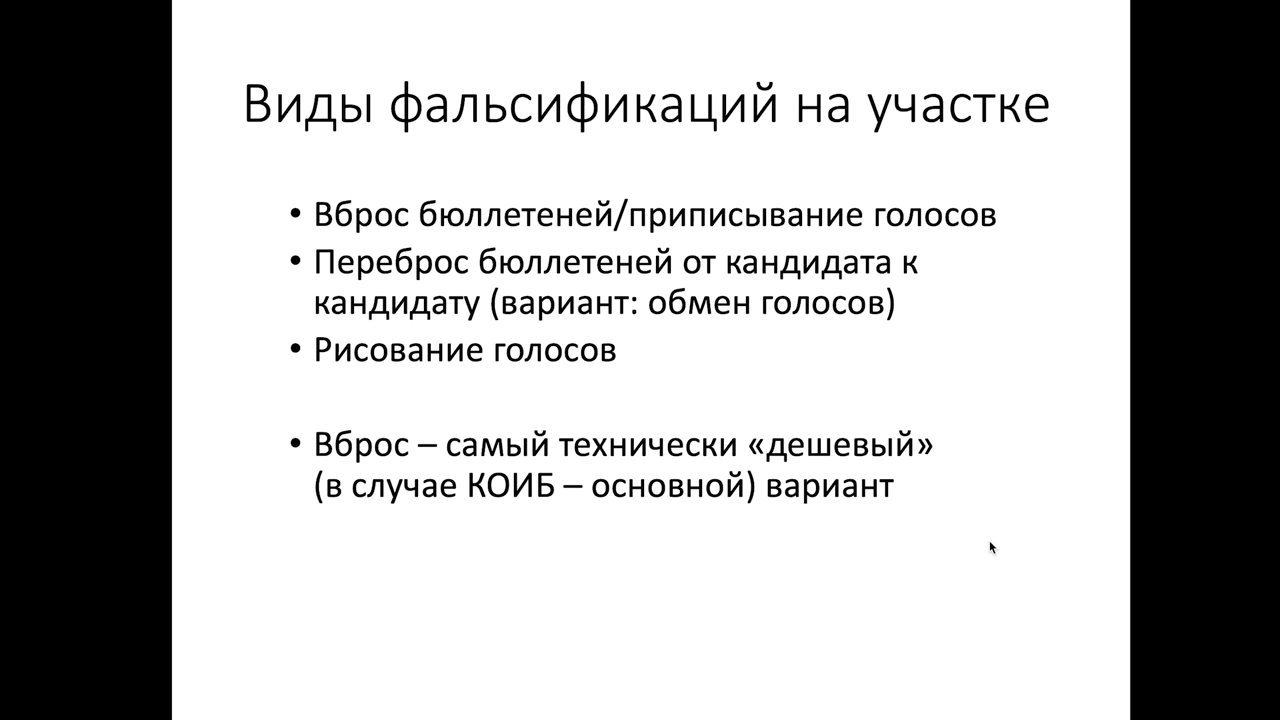 Виды фальсификаций на участке
• Вброс бюллетеней/приписывание голосов
• Переброс бюллетеней от кандидата к
кандидату (вариант: обмен голосов)
• Рисование голосов
• Вброс – самый технически «дешевый»
(в случае КОИБ – основной) вариант